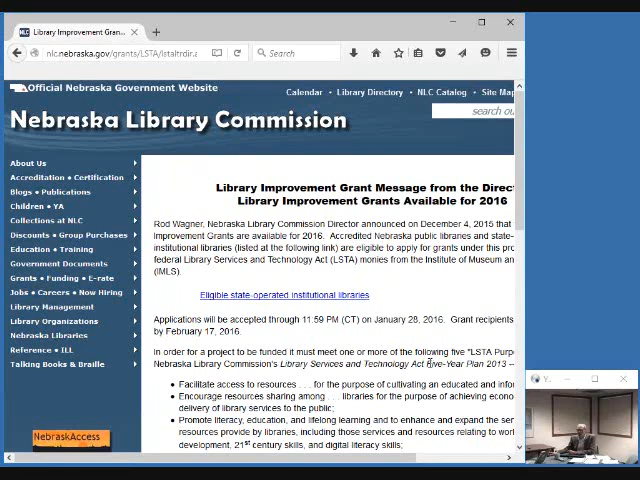 Library Improvement Gran...
nlc.nebraska.gov/grants/LSTA/
Search
Official Nebraska Government Website
Calendar • Library Directory • NLC Catalog • Site Map
Nebraska Library Commission
search ou
About Us
Accreditation • Certification
Blogs • Publications
Children • YA
Collections at NLC
Discounts • Group Purchases
Education • Training
Government Documents
Grants • Funding • E-rate
Jobs • Careers • Now Hiring
Library Management
Library Organizations
Nebraska Libraries
Reference • ILL
Talking Books & Braille
NebraskAccess
Library Improvement Grant Message from the Direct
Library Improvement Grants Available for 2016
Rod Wagner, Nebraska Library Commission Director announced on December 4, 2015 that
Improvement Grants are available for 2016. Accredited Nebraska public libraries and state-
institutional libraries (listed at the following link) are eligible to apply for grants under this pro
federal Library Services and Technology Act (LSTA) monies from the Institute of Museum an
(IMLS).
Eligible state-operated institutional libraries
Applications will be accepted through 11:59 PM (CT) on January 28, 2016. Grant recipients
by February 17, 2016.
In order for a project to be funded it must meet one or more of the following five "LSTA Purpo
Nebraska Library Commission's Library Services and Technology Act Five-Year Plan 2013 --
• Facilitate access to resources . . . for the purpose of cultivating an educated and infor
• Encourage resources sharing among . . . libraries for the purpose of achieving econo
delivery of library services to the public;
• Promote literacy, education, and lifelong learning and to enhance and expand the serv
resources provide by libraries, including those services and resources relating to work
development, 21st century skills, and digital literacy skills;